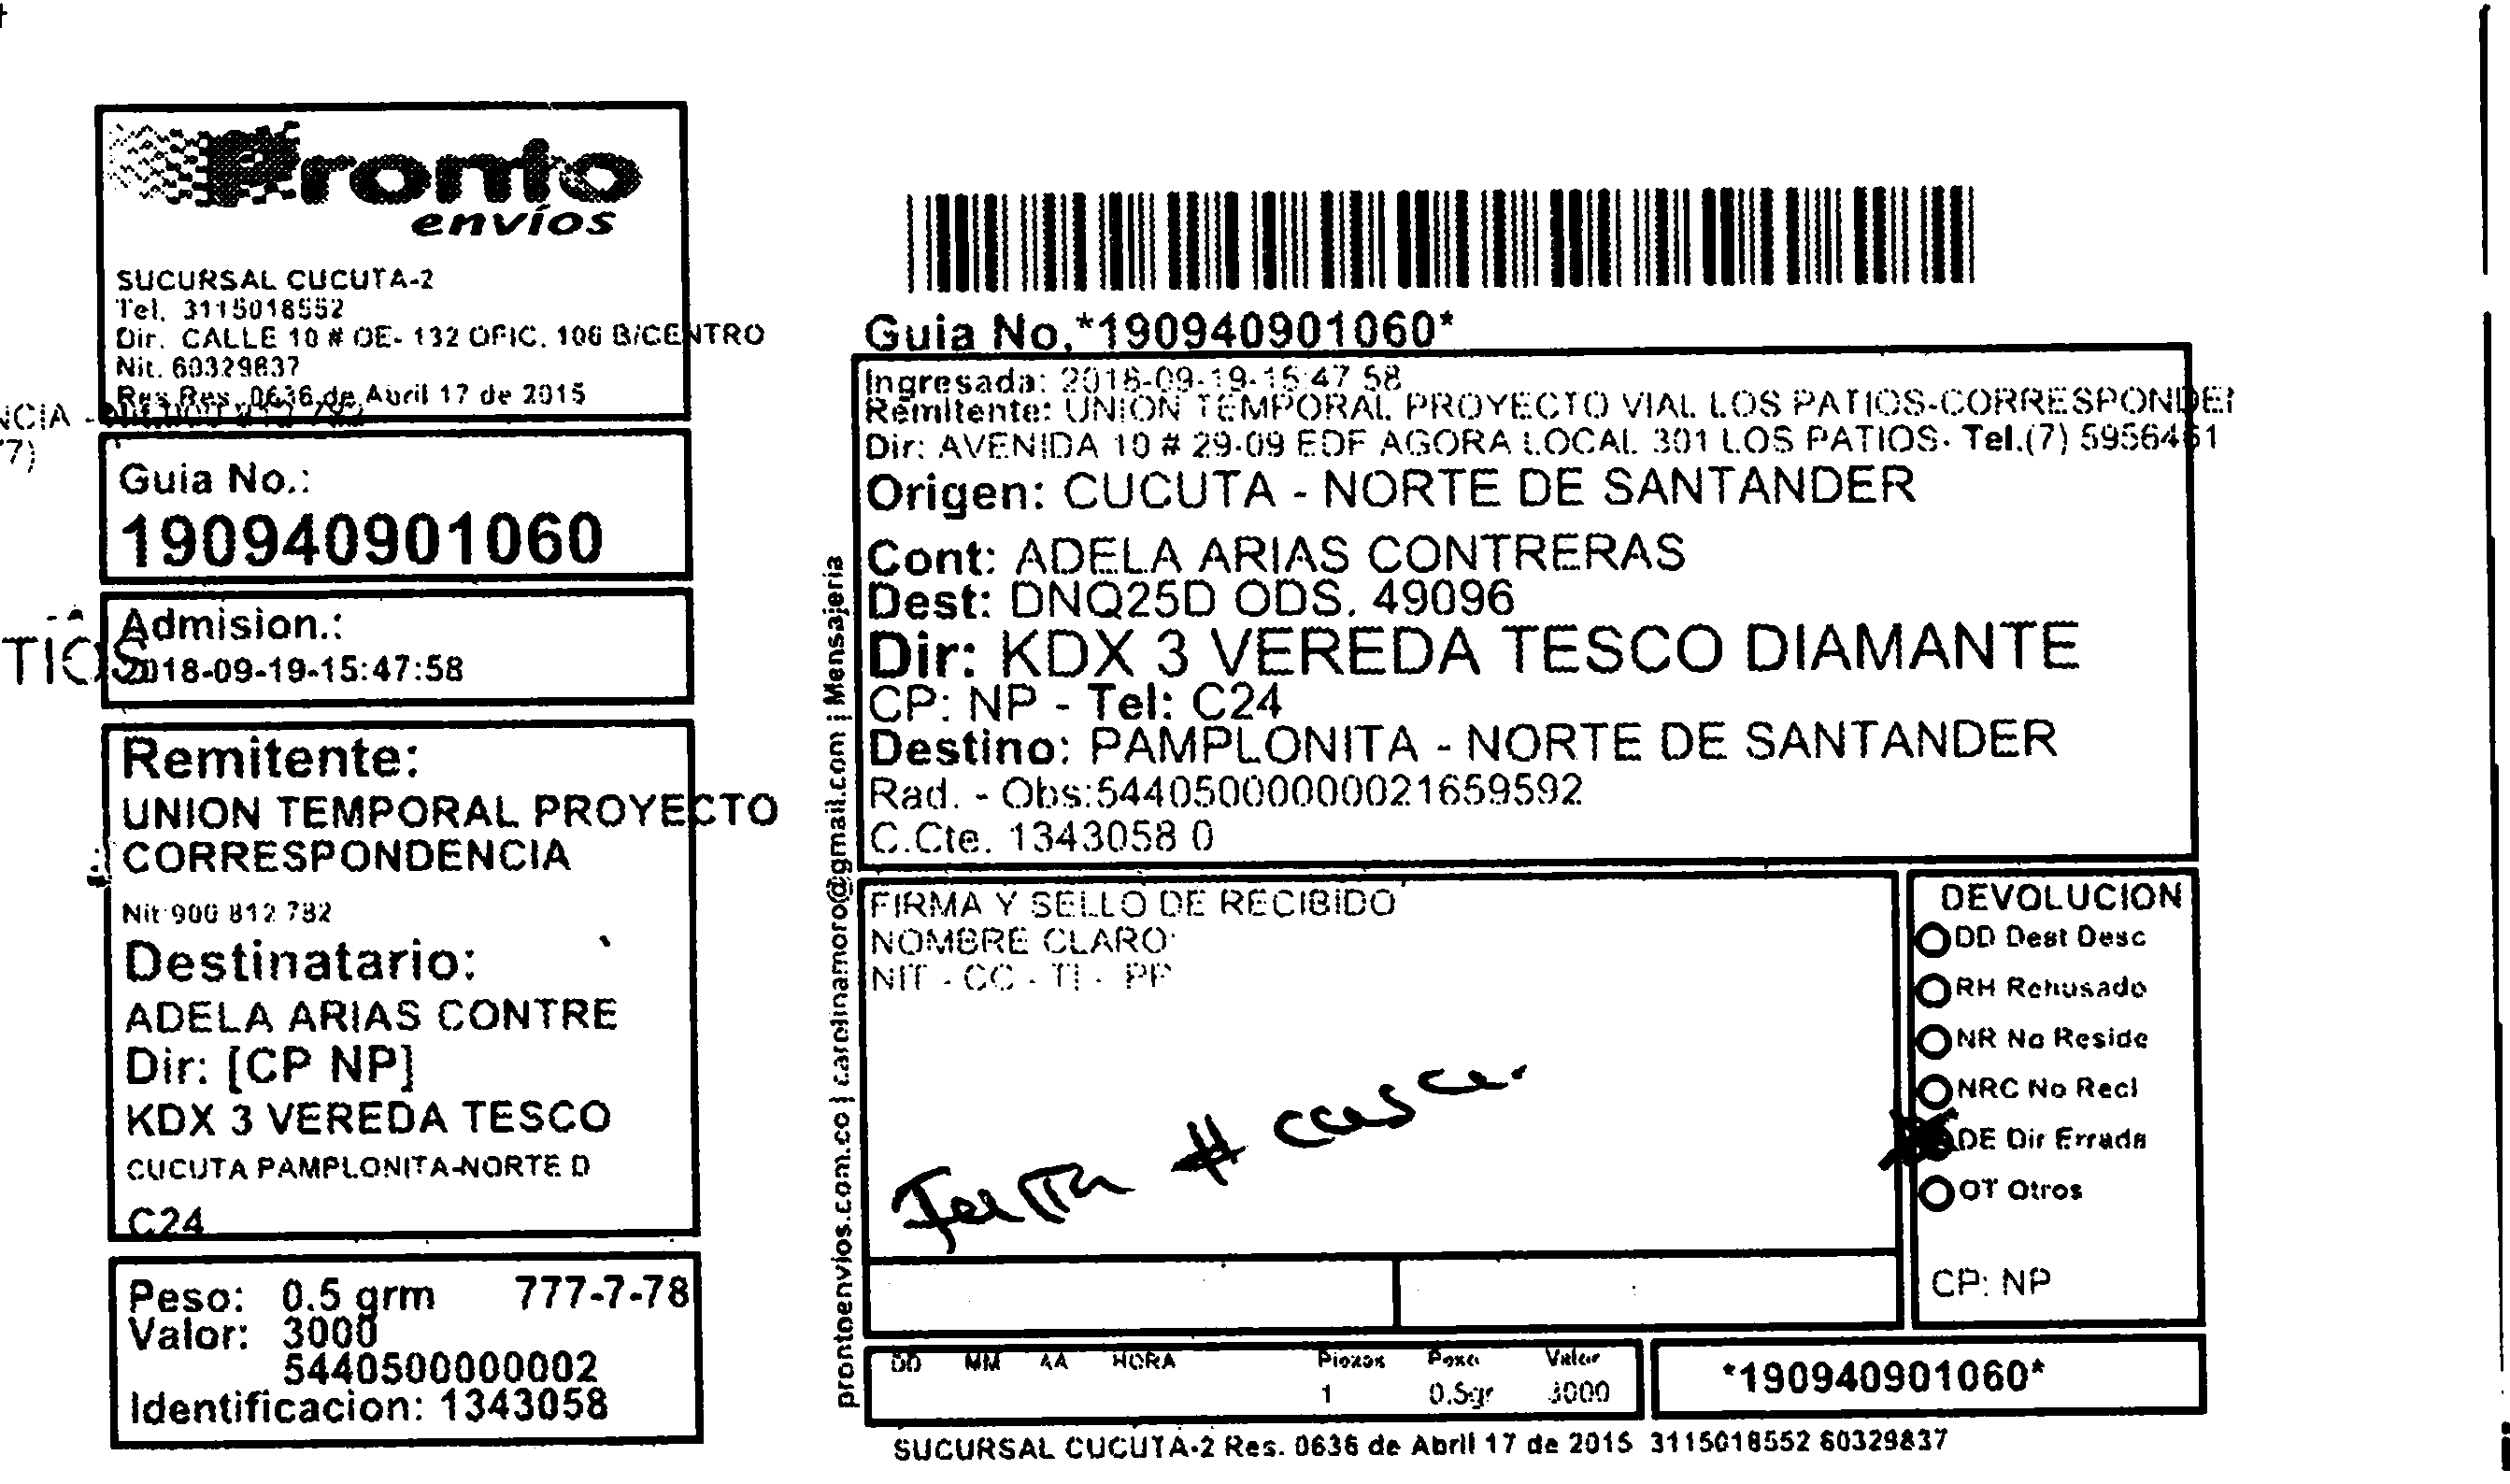 Pronto
envíos
SUCURSAL CUCUTA-2
Tel. 3115018552
Dir. CALLE 10 # OE- 132 OFIC. 106 B/CENTRO
Nit. 60329837
Res Res. 0636 de Abril 17 de 2015
NCIA -
77)
Guia No.:
190940901060
Admision.:
2018-09-19-15:47:58
TIOS
Remitente:
UNION TEMPORAL PROYECTO
CORRESPONDENCIA
Nit 900 812 782
Destinatario:
ADELA ARIAS CONTRE
Dir: [CP NP]
KDX 3 VEREDA TESCO
CUCUTA PAMPLONITA-NORTE D
C24
Peso: 0.5 grm 777-7-78
Valor: 3000
5440500000002
Identificacion: 1343058
prontoenvios.com.co | carolinamoro@gmail.com | Mensajeria
Guia No.*190940901060*
Ingresada: 2018-09-19-15:47:58
Remitente: UNION TEMPORAL PROYECTO VIAL LOS PATIOS-CORRESPONDEN
Dir: AVENIDA 10 # 29-09 EDF AGORA LOCAL 301 LOS PATIOS- Tel.(7) 5956451
Origen: CUCUTA - NORTE DE SANTANDER
Cont: ADELA ARIAS CONTRERAS
Dest: DNQ25D ODS. 49096
Dir: KDX 3 VEREDA TESCO DIAMANTE
CP: NP - Tel: C24
Destino: PAMPLONITA - NORTE DE SANTANDER
Rad. - Obs:5440500000000021659592
C.Cte. 1343058 0
FIRMA Y SELLO DE RECIBIDO
NOMBRE CLARO
NIT - CC - TI - PP
Falta # casa.
DEVOLUCION
DD Dest Desc
RH Rehusado
NR No Reside
NRC No Recl
DE Dir Errada
OT Otros
CP: NP
DD MM AA HORA Piezas Peso Valor
1 0.5gr 3000
*190940901060*
SUCURSAL CUCUTA-2 Res. 0636 de Abril 17 de 2015 3115018552 60329837